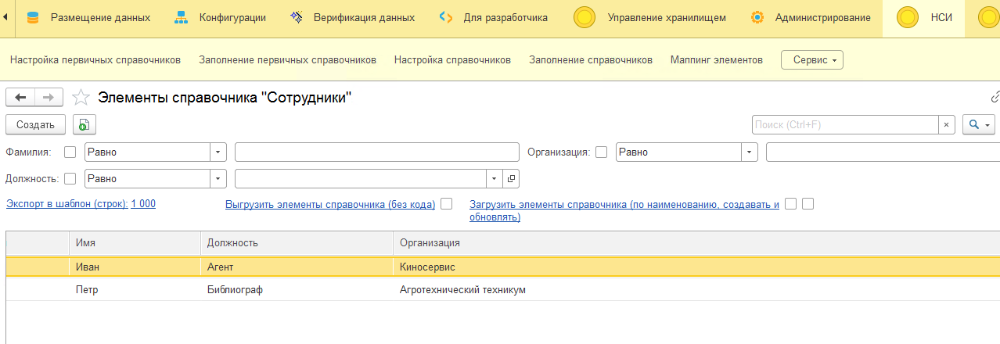 Размещение данных Конфигурации Верификация данных Для разработчика Управление хранилищем Администрирование НСИ
Настройка первичных справочников Заполнение первичных справочников Настройка справочников Заполнение справочников Маппинг элементов Сервис
Элементы справочника "Сотрудники"
Создать Поиск (Ctrl+F) ×
Фамилия: Равно Организация: Равно
Должность: Равно
Экспорт в шаблон (строк): 1 000 Выгрузить элементы справочника (без кода) Загрузить элементы справочника (по наименованию, создавать и
обновлять)
Имя Должность Организация
Иван Агент Киносервис
Петр Библиограф Агротехнический техникум